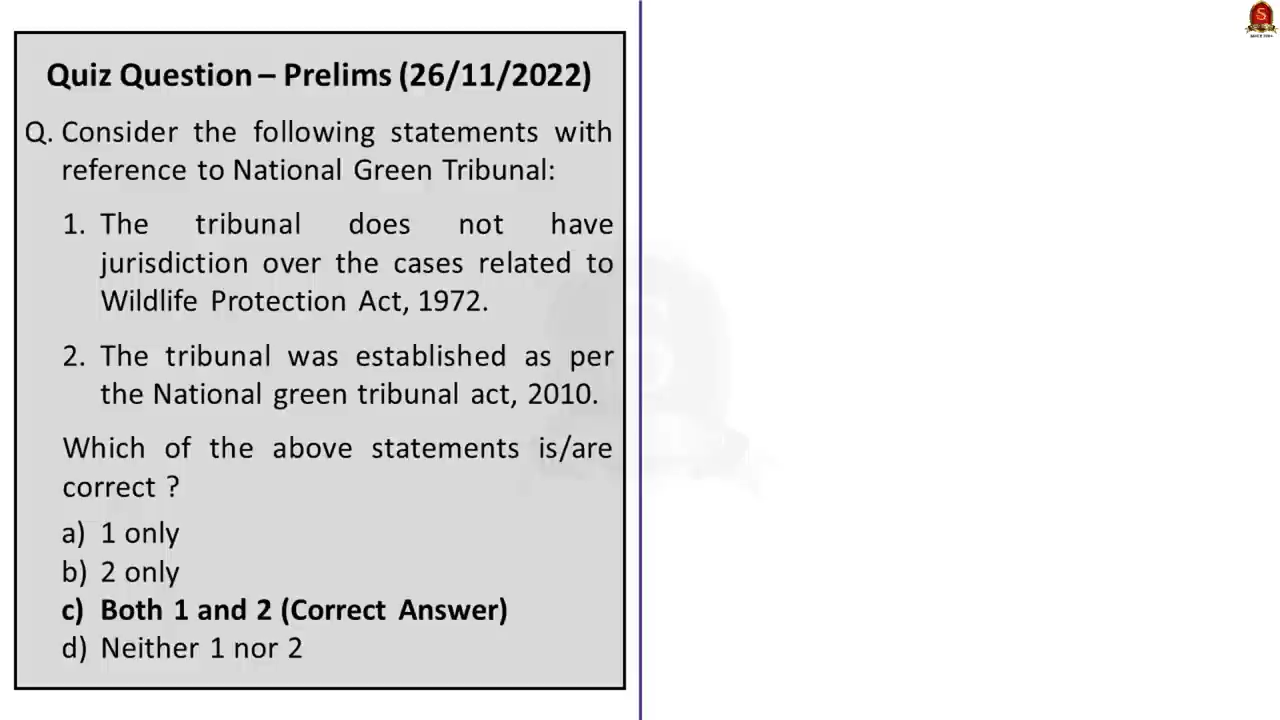 Quiz Question – Prelims (26/11/2022)
Q. Consider the following statements with
reference to National Green Tribunal:
1. The tribunal does not have
jurisdiction over the cases related to
Wildlife Protection Act, 1972.
2. The tribunal was established as per
the National green tribunal act, 2010.
Which of the above statements is/are
correct ?
a) 1 only
b) 2 only
c) Both 1 and 2 (Correct Answer)
d) Neither 1 nor 2
S